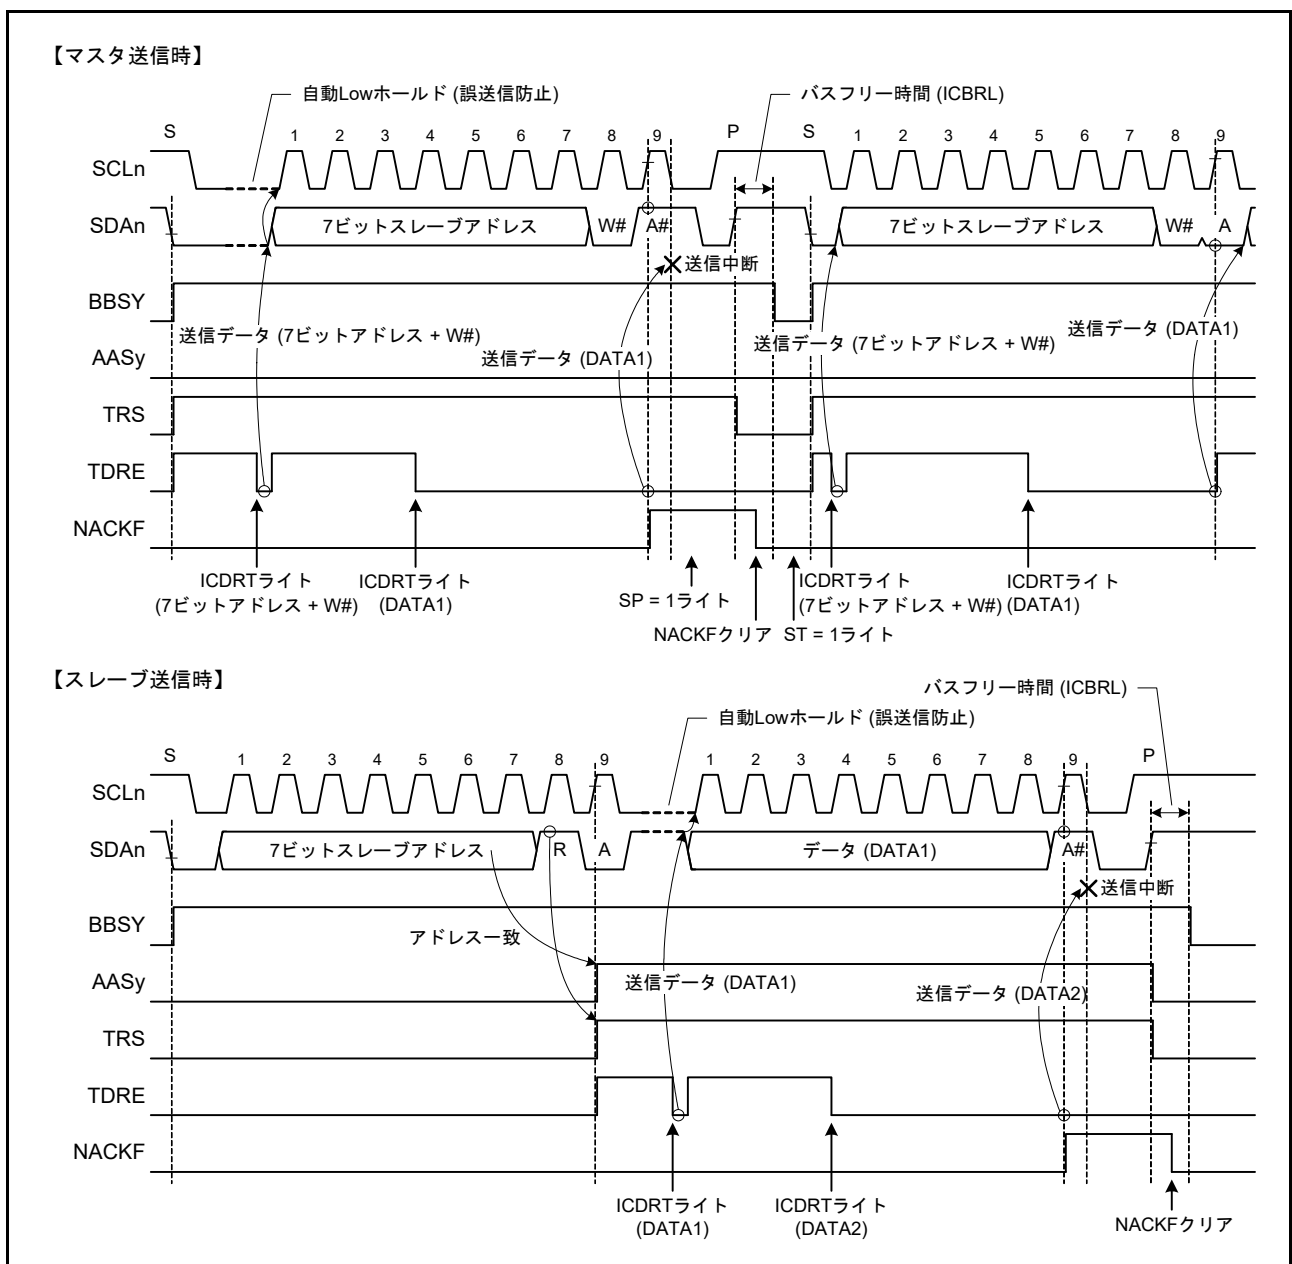 【マスタ送信時】
自動Lowホールド (誤送信防止)
バスフリー時間 (ICBRL)
S 1 2 3 4 5 6 7 8 9 P S 1 2 3 4 5 6 7 8 9
SCLn
SDAn 7ビットスレーブアドレス W# A# 7ビットスレーブアドレス W# A
送信中断
BBSY
送信データ (7ビットアドレス + W#) 送信データ (DATA1) 送信データ (7ビットアドレス + W#) 送信データ (DATA1)
AASy
TRS
TDRE
NACKF
ICDRTライト
(7ビットアドレス + W#)
ICDRTライト
(DATA1)
SP = 1ライト
NACKFクリア
ST = 1ライト
ICDRTライト
(7ビットアドレス + W#)
ICDRTライト
(DATA1)
【スレーブ送信時】
バスフリー時間 (ICBRL)
自動Lowホールド (誤送信防止)
S 1 2 3 4 5 6 7 8 9 1 2 3 4 5 6 7 8 9 P
SCLn
SDAn 7ビットスレーブアドレス R A データ (DATA1) A#
送信中断
BBSY
アドレス一致
AASy 送信データ (DATA1) 送信データ (DATA2)
TRS
TDRE
NACKF
ICDRTライト
(DATA1)
ICDRTライト
(DATA2)
NACKFクリア